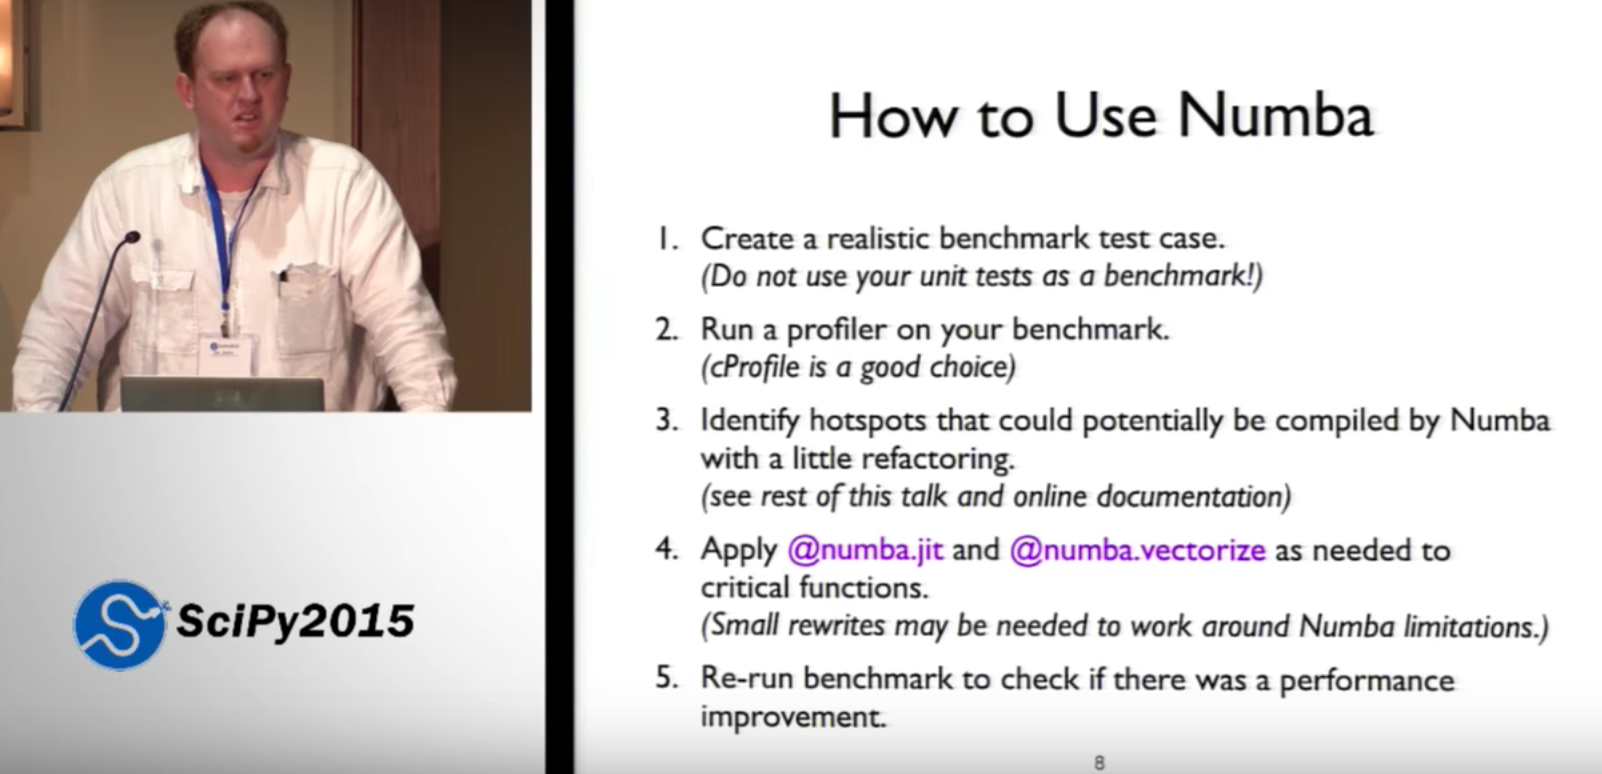 How to Use Numba
1. Create a realistic benchmark test case.
(Do not use your unit tests as a benchmark!)
2. Run a profiler on your benchmark.
(cProfile is a good choice)
3. Identify hotspots that could potentially be compiled by Numba
with a little refactoring.
(see rest of this talk and online documentation)
4. Apply @numba.jit and @numba.vectorize as needed to
critical functions.
(Small rewrites may be needed to work around Numba limitations.)
5. Re-run benchmark to check if there was a performance
improvement.
8
SciPy2015